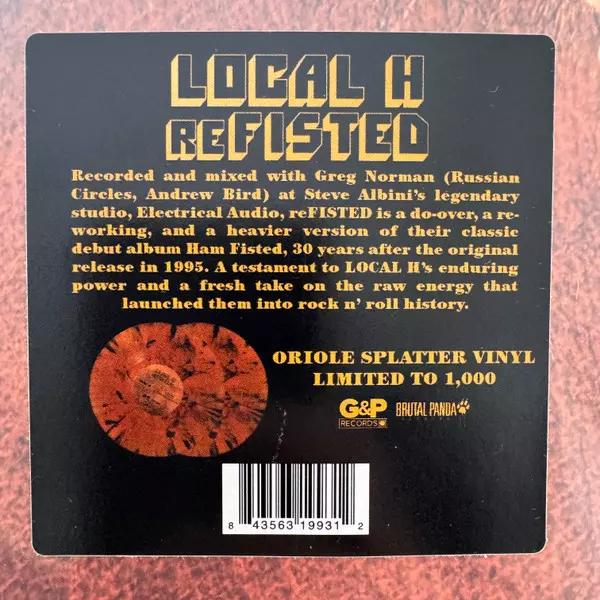 LOCAL H
reFISTED
Recorded and mixed with Greg Norman (Russian
Circles, Andrew Bird) at Steve Albini's legendary
studio, Electrical Audio, reFISTED is a do-over, a re-
working, and a heavier version of their classic
debut album Ham Fisted, 30 years after the original
release in 1995. A testament to LOCAL H's enduring
power and a fresh take on the raw energy that
launched them into rock n' roll history.
ORIOLE SPLATTER VINYL
LIMITED TO 1,000
G&P
RECORDS
BRUTAL PANDA
RECORDS
8 43563 19931 2